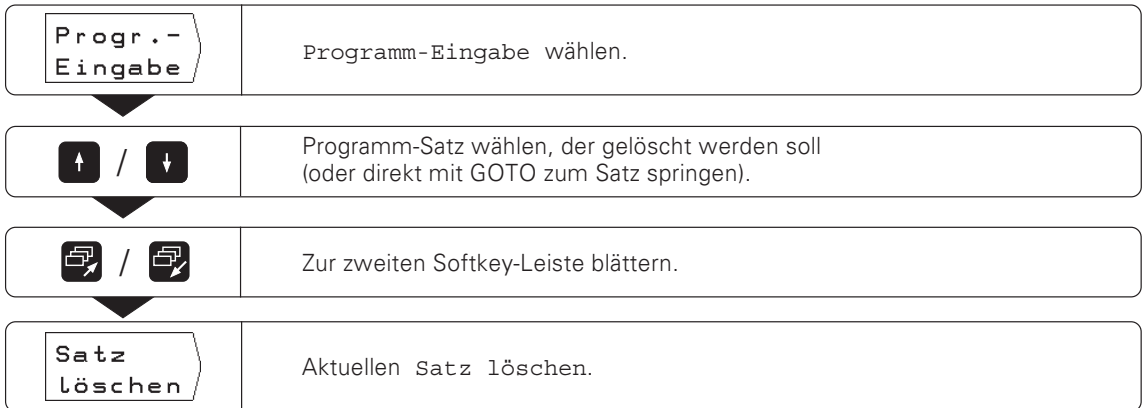 Progr.-
Eingabe
Programm-Eingabe wählen.
/
Programm-Satz wählen, der gelöscht werden soll
(oder direkt mit GOTO zum Satz springen).
/
Zur zweiten Softkey-Leiste blättern.
Satz
löschen
Aktuellen Satz löschen.